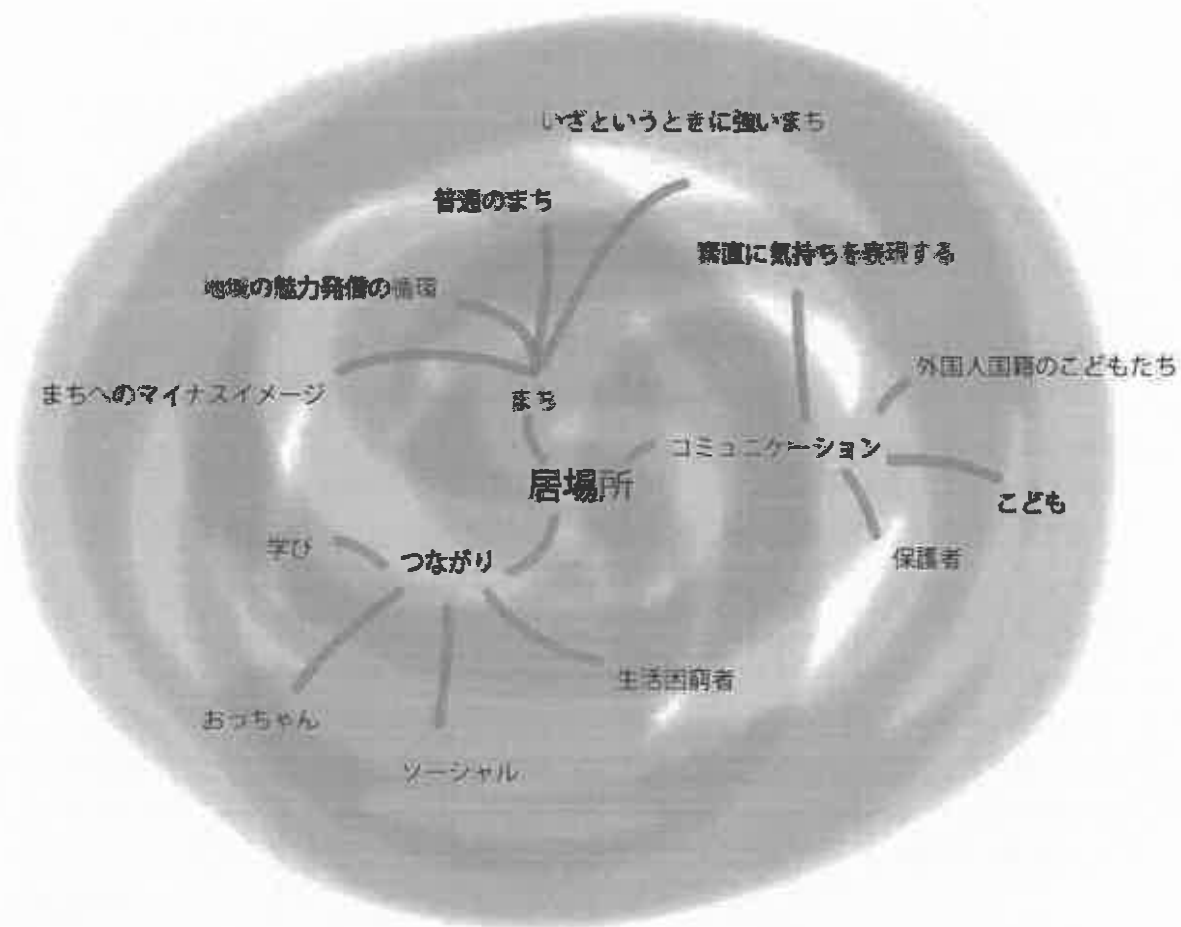 いざというときに強いまち
普通のまち
素直に気持ちを表現する
地域の魅力発信の循環
外国人国籍のこどもたち
まちへのマイナスイメージ
まち
コミュニケーション
居場所
こども
学び
つながり
保護者
生活困窮者
おっちゃん
ソーシャル